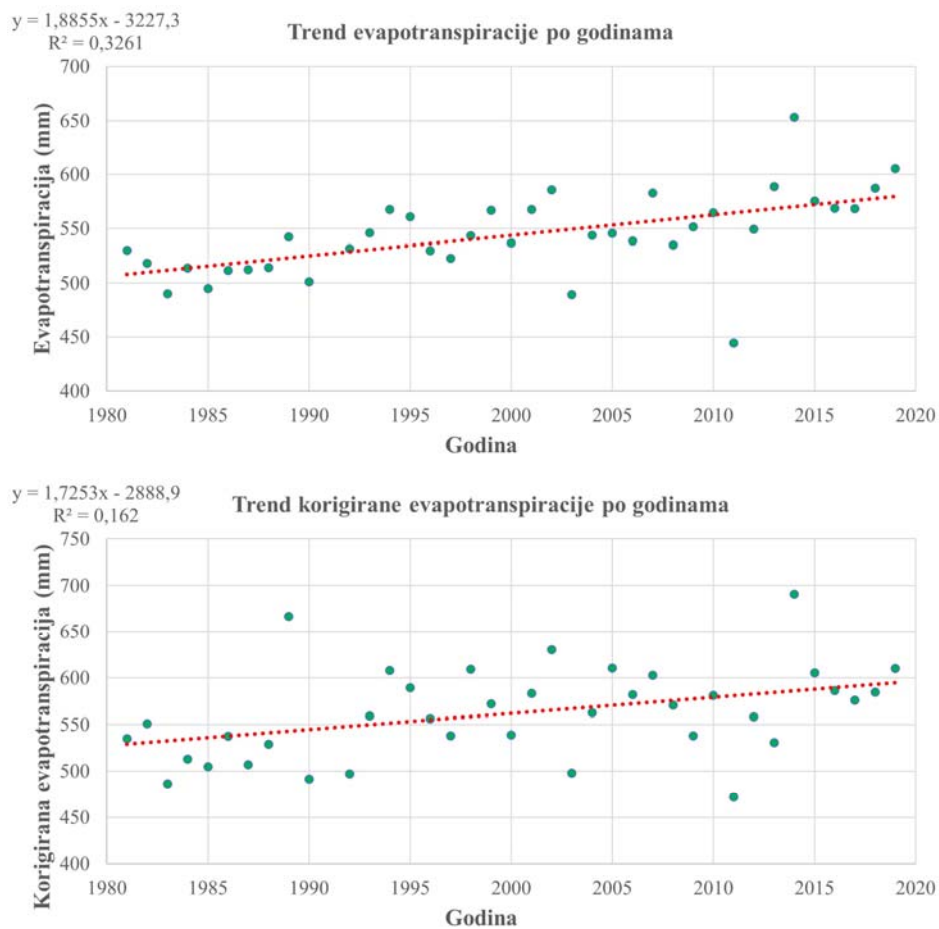 y = 1,8855x - 3227,3
R² = 0,3261
Trend evapotranspiracije po godinama
Evapotranspiracija (mm)
700
650
600
550
500
450
400
1980 1985 1990 1995 2000 2005 2010 2015 2020
Godina
y = 1,7253x - 2888,9
R² = 0,162
Trend korigirane evapotranspiracije po godinama
Korigirana evapotranspiracija (mm)
750
700
650
600
550
500
450
400
1980 1985 1990 1995 2000 2005 2010 2015 2020
Godina